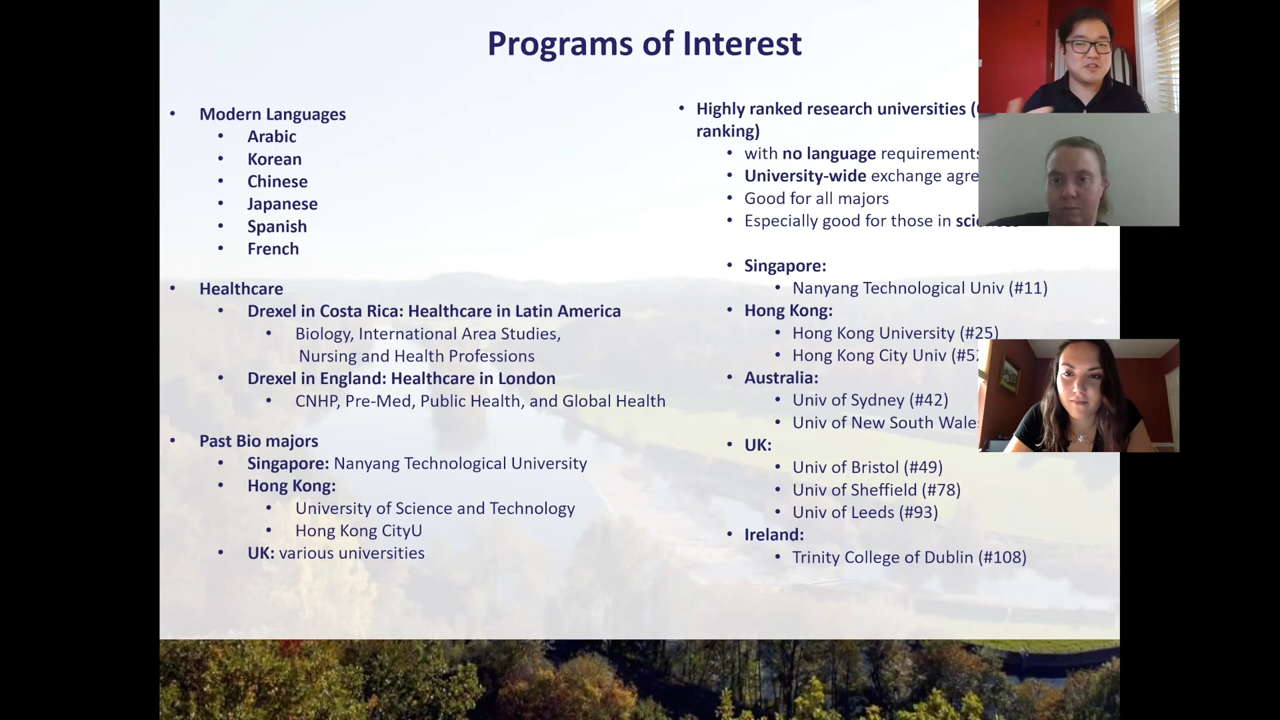 Programs of Interest
• Modern Languages
• Arabic
• Korean
• Chinese
• Japanese
• Spanish
• French
• Healthcare
• Drexel in Costa Rica: Healthcare in Latin America
• Biology, International Area Studies,
Nursing and Health Professions
• Drexel in England: Healthcare in London
• CNHP, Pre-Med, Public Health, and Global Health
• Past Bio majors
• Singapore: Nanyang Technological University
• Hong Kong:
• University of Science and Technology
• Hong Kong CityU
• UK: various universities
• Highly ranked research universities (
ranking)
• with no language requirements
• University-wide exchange
• Good for all majors
• Especially good for those in
• Singapore:
• Nanyang Technological Univ (#11)
• Hong Kong:
• Hong Kong University (#25)
• Hong Kong City Univ
• Australia:
• Univ of Sydney (#42)
• Univ of New South
• UK:
• Univ of Bristol (#49)
• Univ of Sheffield (#78)
• Univ of Leeds (#93)
• Ireland:
• Trinity College of Dublin (#108)